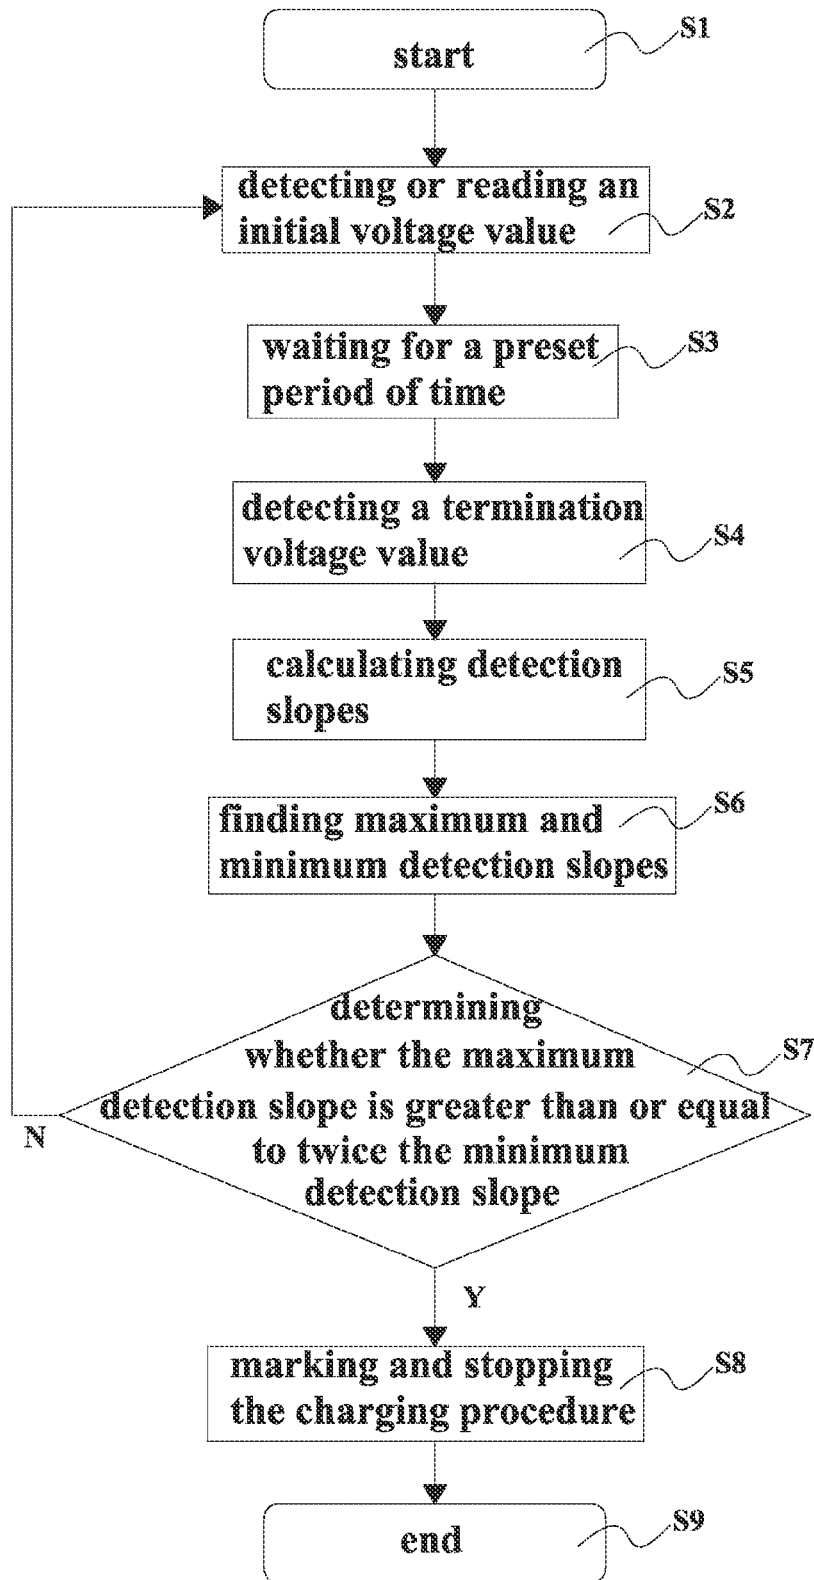 start
S1
detecting or reading an
initial voltage value
S2
waiting for a preset
period of time
S3
detecting a termination
voltage value
S4
calculating detection
slopes
S5
finding maximum and
minimum detection slopes
S6
determining
whether the maximum
detection slope is greater than or equal
to twice the minimum
detection slope
S7
N
Y
marking and stopping
the charging procedure
S8
end
S9